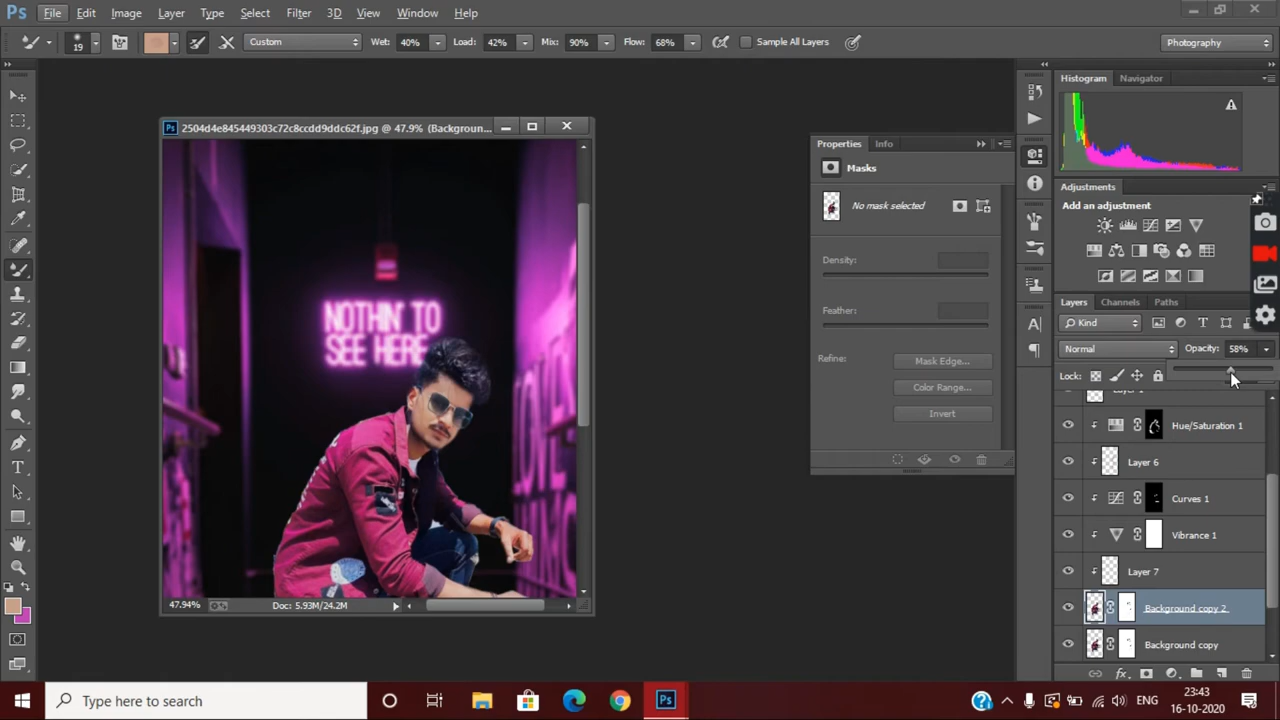 File Edit Image Layer Type Select Filter 3D View Window Help
19 Custom Wet: 40% Load: 42% Mix: 90% Flow: 68% Sample All Layers Photography
2504d4e845449303c72c8ccdd9ddc62f.jpg @ 47.9% (Backgroun...
NOTHIN' TO
SEE HERE
47.94% Doc: 5.93M/24.2M
Properties Info
Masks
No mask selected
Density:
Feather:
Refine: Mask Edge...
Color Range...
Invert
Histogram Navigator
Adjustments
Add an adjustment
Layers Channels Paths
Kind
Normal Opacity: 58%
Lock:
Hue/Saturation 1
Layer 6
Curves 1
Vibrance 1
Layer 7
Background copy 2
Background copy
Type here to search
ENG
23:43
16-10-2020